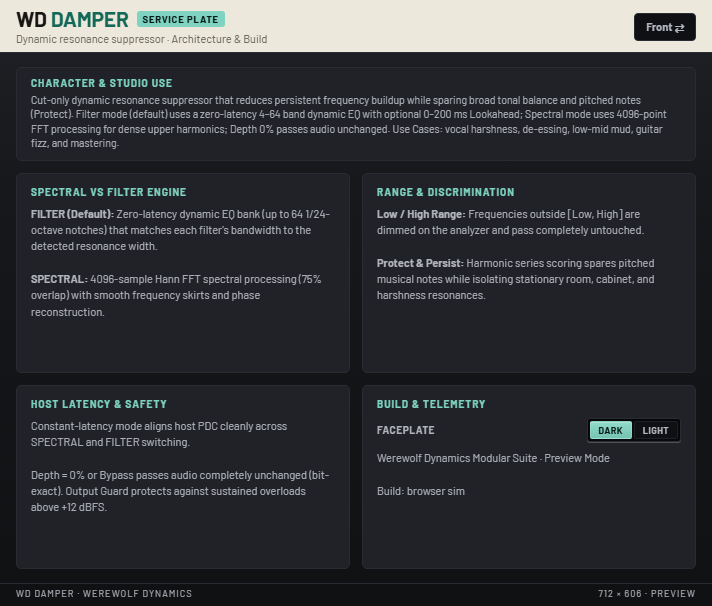 WD DAMPER SERVICE PLATE
Dynamic resonance suppressor · Architecture & Build
Front ⇄
CHARACTER & STUDIO USE
Cut-only dynamic resonance suppressor that reduces persistent frequency buildup while sparing broad tonal balance and pitched notes
(Protect). Filter mode (default) uses a zero-latency 4–64 band dynamic EQ with optional 0–200 ms Lookahead; Spectral mode uses 4096-point
FFT processing for dense upper harmonics; Depth 0% passes audio unchanged. Use Cases: vocal harshness, de-essing, low-mid mud, guitar
fizz, and mastering.
SPECTRAL VS FILTER ENGINE
FILTER (Default): Zero-latency dynamic EQ bank (up to 64 1/24-
octave notches) that matches each filter's bandwidth to the
detected resonance width.
SPECTRAL: 4096-sample Hann FFT spectral processing (75%
overlap) with smooth frequency skirts and phase
reconstruction.
RANGE & DISCRIMINATION
Low / High Range: Frequencies outside [Low, High] are
dimmed on the analyzer and pass completely untouched.
Protect & Persist: Harmonic series scoring spares pitched
musical notes while isolating stationary room, cabinet, and
harshness resonances.
HOST LATENCY & SAFETY
Constant-latency mode aligns host PDC cleanly across
SPECTRAL and FILTER switching.
Depth = 0% or Bypass passes audio completely unchanged (bit-
exact). Output Guard protects against sustained overloads
above +12 dBFS.
BUILD & TELEMETRY
FACEPLATE DARK LIGHT
Werewolf Dynamics Modular Suite · Preview Mode
Build: browser sim
WD DAMPER · WEREWOLF DYNAMICS
712 × 606 · PREVIEW